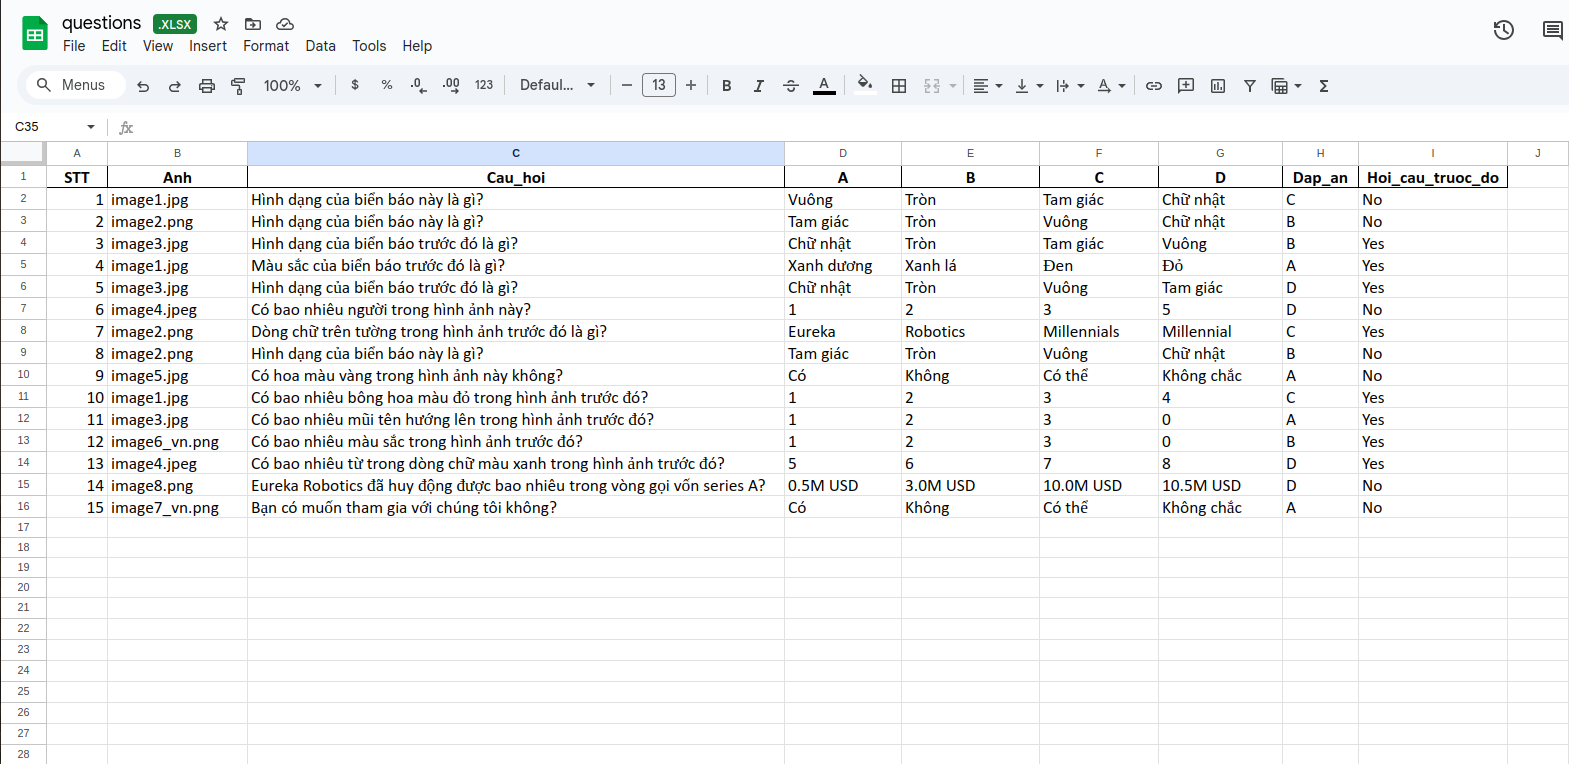 questions .XLSX
File Edit View Insert Format Data Tools Help
Menus 100% $ % .0 .00 123 Defaul... 13 B I A
C35 fx
A B C D E F G H I J
1 STT Anh Cau_hoi A B C D Dap_an Hoi_cau_truoc_do
2 1 image1.jpg Hình dạng của biển báo này là gì? Vuông Tròn Tam giác Chữ nhật C No
3 2 image2.png Hình dạng của biển báo này là gì? Tam giác Tròn Vuông Chữ nhật B No
4 3 image3.jpg Hình dạng của biển báo trước đó là gì? Chữ nhật Tròn Tam giác Vuông B Yes
5 4 image1.jpg Màu sắc của biển báo trước đó là gì? Xanh dương Xanh lá Đen Đỏ A Yes
6 5 image3.jpg Hình dạng của biển báo trước đó là gì? Chữ nhật Tròn Vuông Tam giác D Yes
7 6 image4.jpeg Có bao nhiêu người trong hình ảnh này? 1 2 3 5 D No
8 7 image2.png Dòng chữ trên tường trong hình ảnh trước đó là gì? Eureka Robotics Millennials Millennial C Yes
9 8 image2.png Hình dạng của biển báo này là gì? Tam giác Tròn Vuông Chữ nhật B No
10 9 image5.jpg Có hoa màu vàng trong hình ảnh này không? Có Không Có thể Không chắc A No
11 10 image1.jpg Có bao nhiêu bông hoa màu đỏ trong hình ảnh trước đó? 1 2 3 4 C Yes
12 11 image3.jpg Có bao nhiêu mũi tên hướng lên trong hình ảnh trước đó? 1 2 3 0 A Yes
13 12 image6_vn.png Có bao nhiêu màu sắc trong hình ảnh trước đó? 1 2 3 0 B Yes
14 13 image4.jpeg Có bao nhiêu từ trong dòng chữ màu xanh trong hình ảnh trước đó? 5 6 7 8 D Yes
15 14 image8.png Eureka Robotics đã huy động được bao nhiêu trong vòng gọi vốn series A? 0.5M USD 3.0M USD 10.0M USD 10.5M USD D No
16 15 image7_vn.png Bạn có muốn tham gia với chúng tôi không? Có Không Có thể Không chắc A No
17
18
19
20
21
22
23
24
25
26
27
28